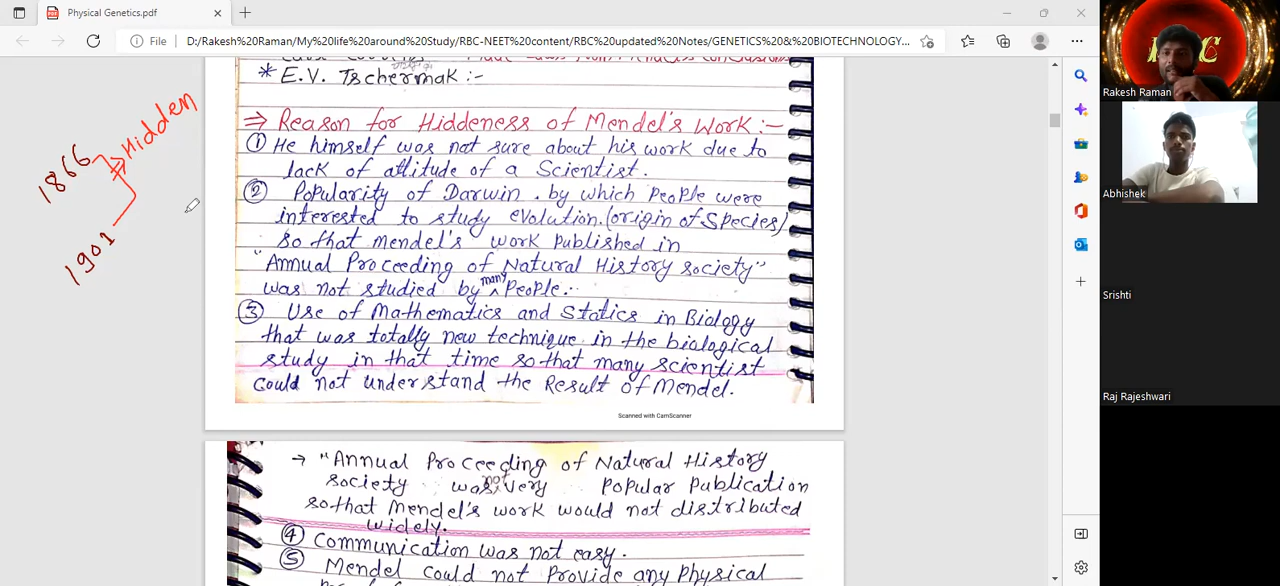 Physical Genetics.pdf
File
D:/Rakesh%20Raman/My%20life%20around%20Study/RBC-NEET%20content/RBC%20updated%20Notes/GENETICS%20&%20BIOTECHNOLOGY...
* E.V. Tschermak :-
⇒ Reason for Hiddeness of Mendel's Work :-
① He himself was not sure about his work due to
lack of attitude of a Scientist.
② Popularity of Darwin. by which People were
interested to study evolution. (origin of Species)
so that mendel's work published in
"Annual Proceeding of Natural History society"
was not studied by many People.
③ Use of Mathematics and Statics in Biology
that was totally new technique in the biological
study in that time so that many scientist
could not understand the Result of Mendel.
Scanned with CamScanner
→ "Annual Proceeding of Natural History
society was not very Popular Publication
so that Mendel's work would not distributed
widely.
④ Communication was not easy.
⑤ Mendel could not Provide any Physical
1866
1901
Hidden
Rakesh Raman
Abhishek
Srishti
Raj Rajeshwari